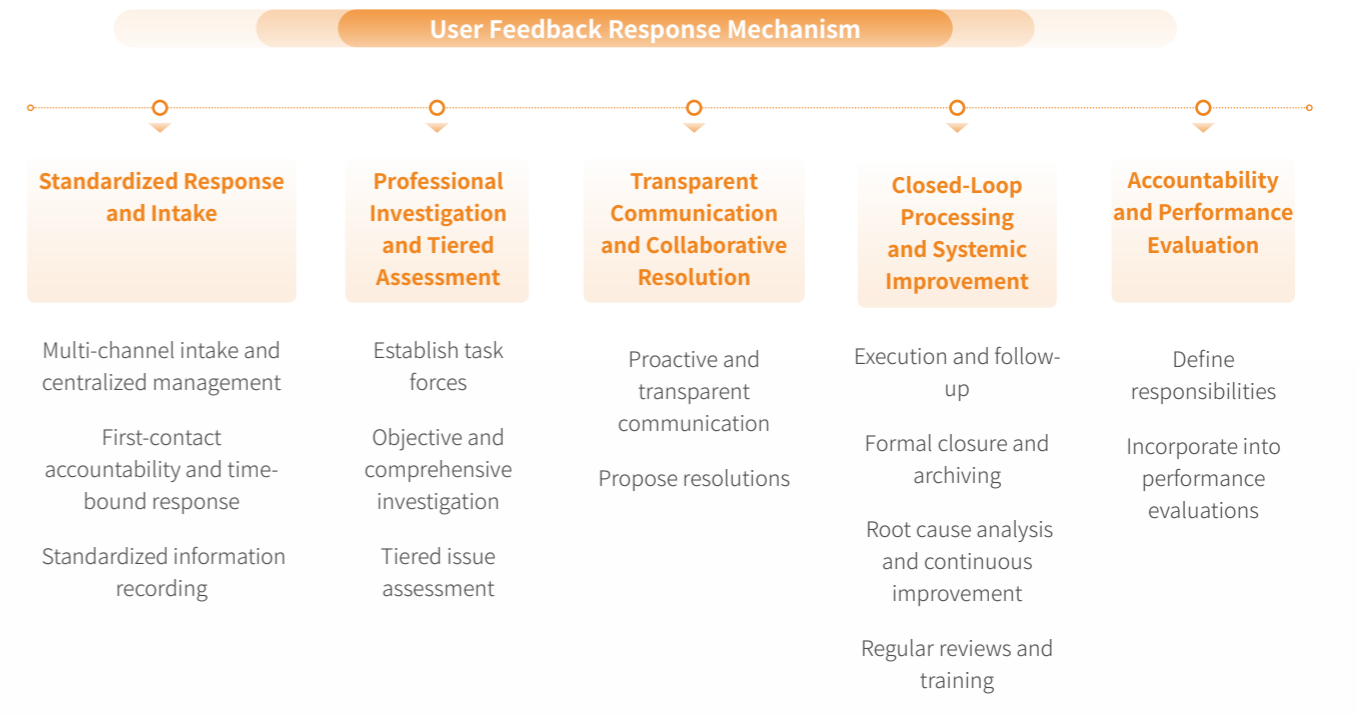 User Feedback Response Mechanism
Standardized Response
and Intake
Multi-channel intake and
centralized management
First-contact
accountability and time-
bound response
Standardized information
recording
Professional
Investigation
and Tiered
Assessment
Establish task
forces
Objective and
comprehensive
investigation
Tiered issue
assessment
Transparent
Communication
and Collaborative
Resolution
Proactive and
transparent
communication
Propose resolutions
Closed-Loop
Processing
and Systemic
Improvement
Execution and follow-
up
Formal closure and
archiving
Root cause analysis
and continuous
improvement
Regular reviews and
training
Accountability
and Performance
Evaluation
Define
responsibilities
Incorporate into
performance
evaluations